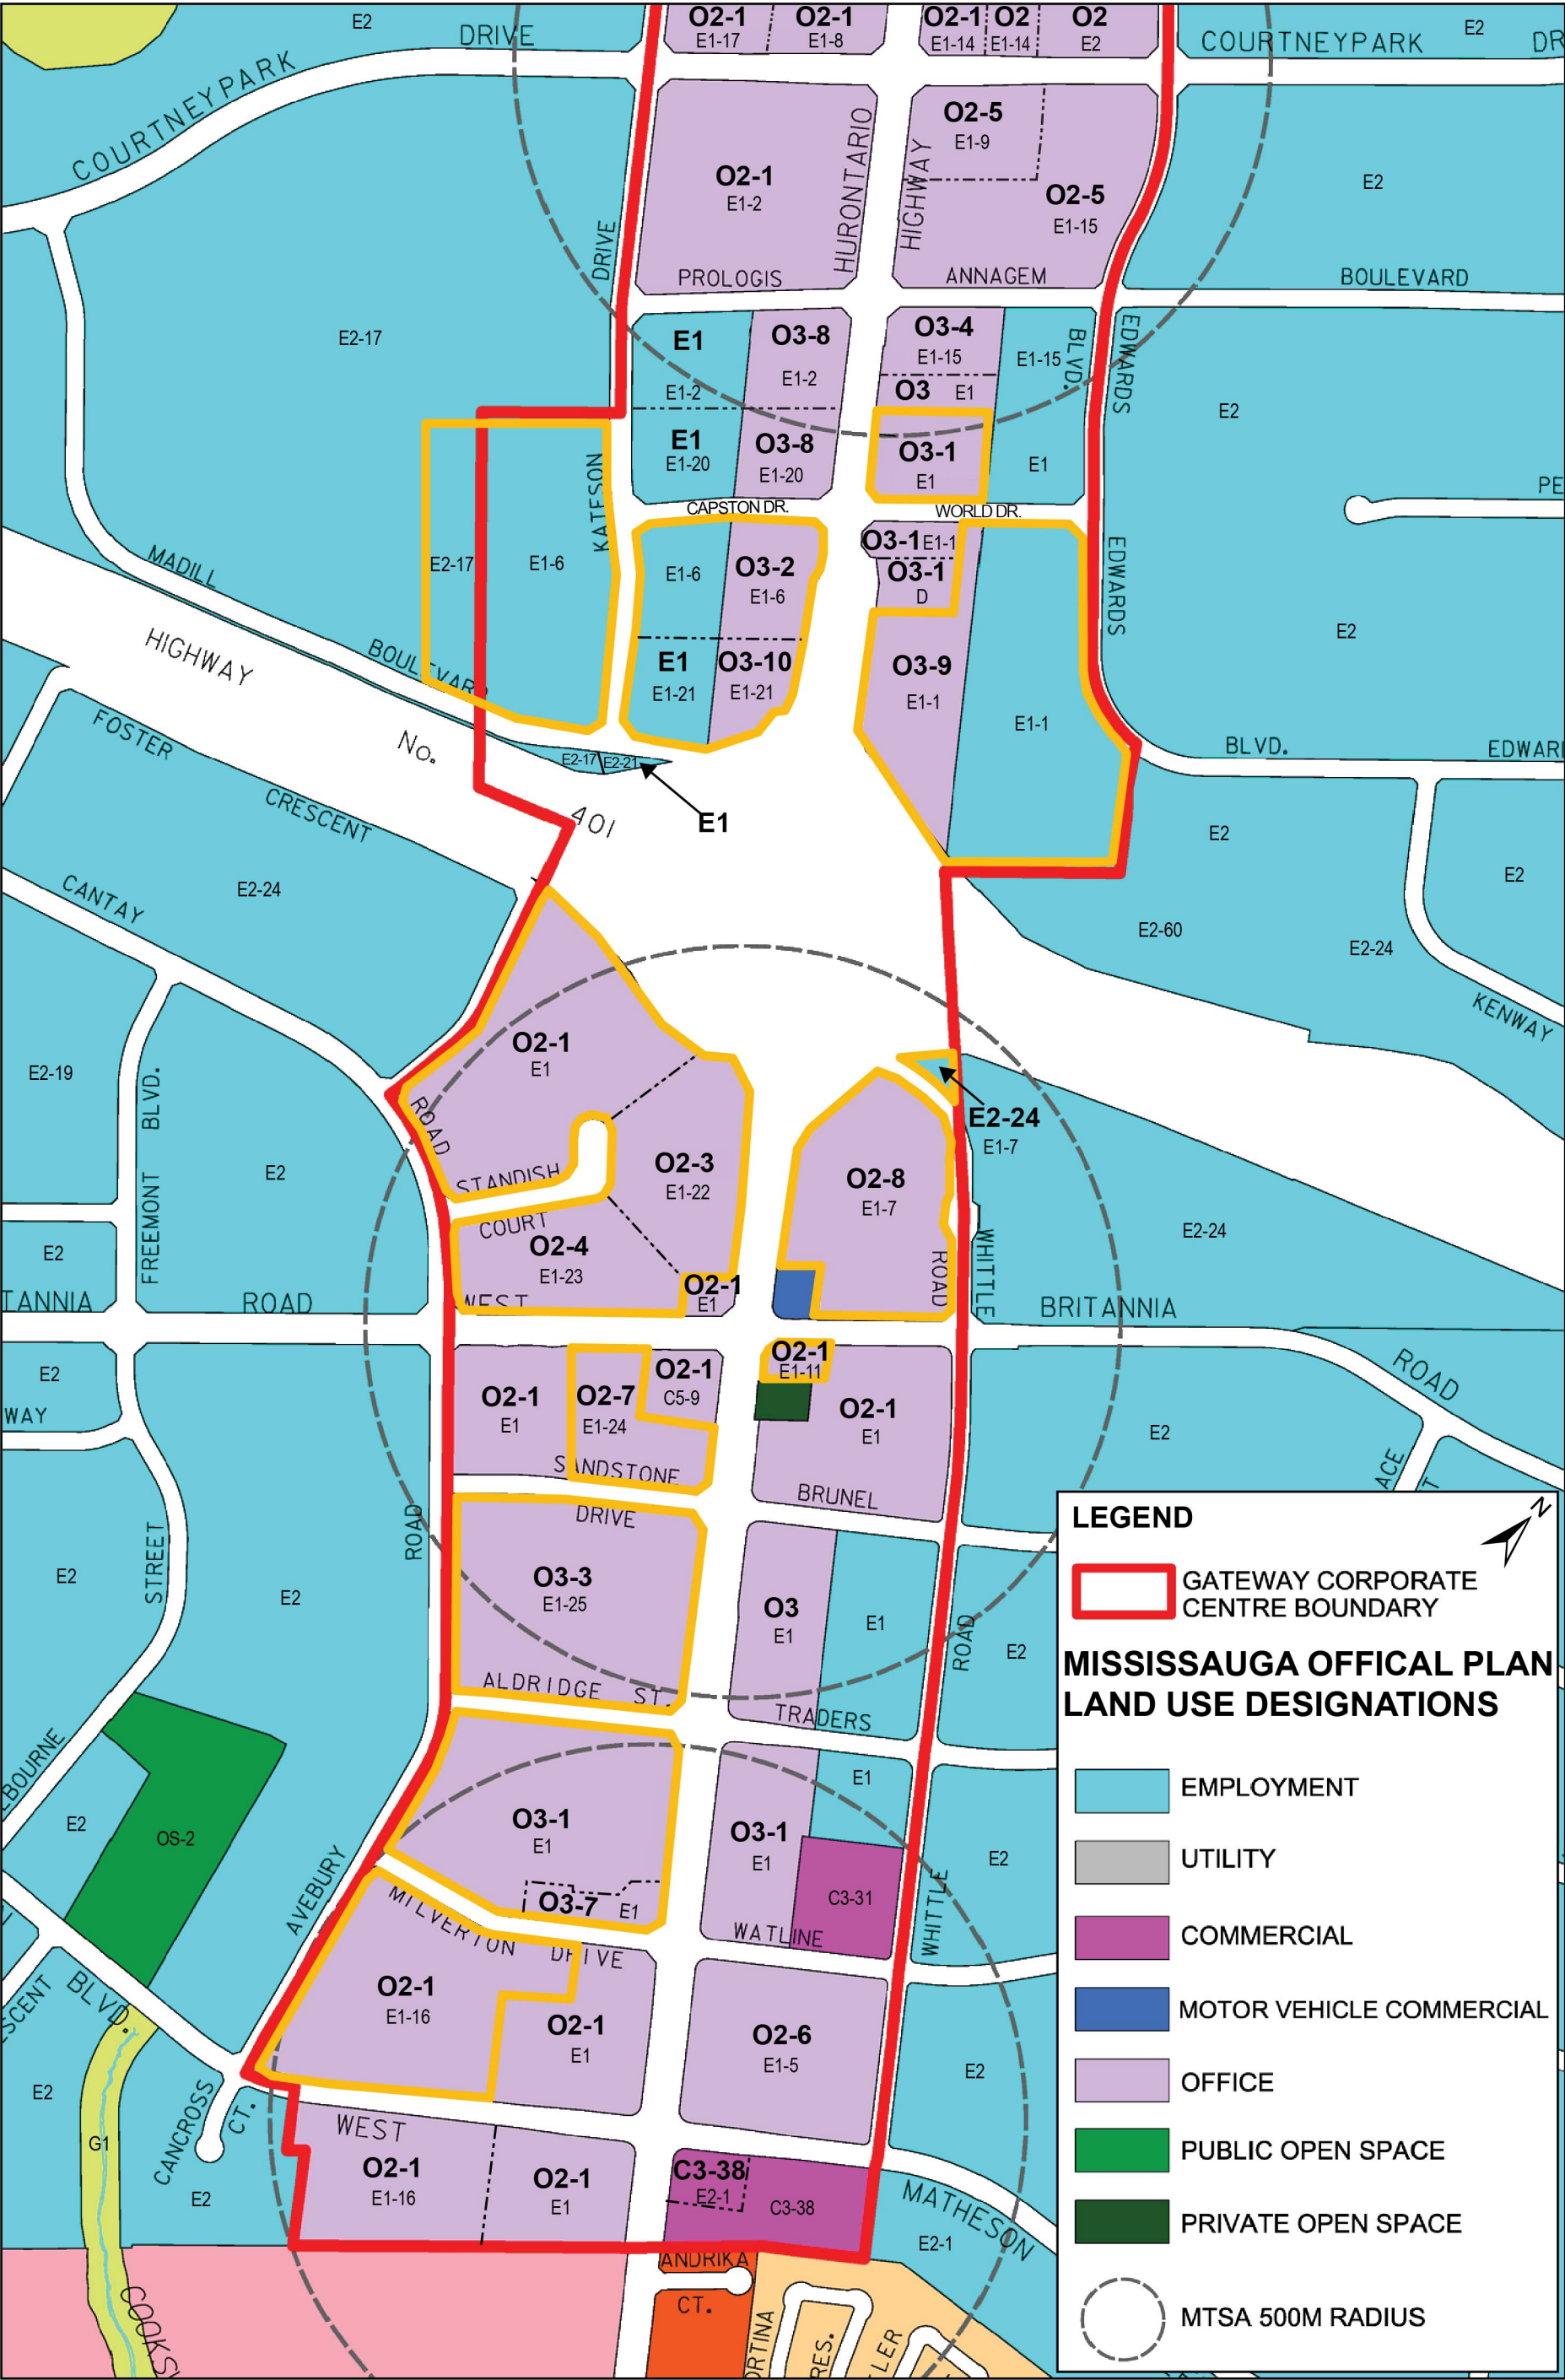 E2
DRIVE
O2-1
E1-17
O2-1
E1-8
O2-1
E1-14
O2
E1-14
O2
E2
COURTNEYPARK
E2
DR
COURTNEYPARK
O2-1
E1-2
HURONTARIO
HIGHWAY
O2-5
E1-9
O2-5
E1-15
E2
DRIVE
PROLOGIS
ANNAGEM
BOULEVARD
E2-17
E1
E1-2
O3-8
E1-2
O3-4
E1-15
O3 E1
E1-15
BLVD.
EDWARDS
E2
E1
E1-20
O3-8
E1-20
O3-1
E1
E1
KATESON
CAPSTON DR.
WORLD DR.
PE
E2-17
E1-6
E1-6
O3-2
E1-6
O3-1 E1-1
O3-1
D
EDWARDS
E2
MADILL
BOULEVARD
HIGHWAY
No.
401
E1
E1-21
O3-10
E1-21
O3-9
E1-1
E1-1
E2-17
E2-21
E1
BLVD.
EDWAR
FOSTER
CRESCENT
E2-24
CANTAY
E2
E2
E2-60
E2-24
KENWAY
E2-19
BLVD.
FREEMONT
E2
E2
O2-1
E1
ROAD
STANDISH
COURT
O2-3
E1-22
O2-4
E1-23
WEST
O2-1
E1
O2-8
E1-7
E2-24
E1-7
ROAD
WHITTLE
E2-24
TANNIA
ROAD
BRITANNIA
ROAD
E2
WAY
O2-1
E1
O2-7
E1-24
O2-1
C5-9
O2-1
E1-11
O2-1
E1
E2
SANDSTONE
BRUNEL
ACE
T
E2
STREET
E2
ROAD
DRIVE
O3-3
E1-25
ALDRIDGE ST.
O3
E1
E1
ROAD
E2
TRADERS
LBOURNE
E2
OS-2
AVEBURY
O3-1
E1
O3-7
E1
O3-1
E1
E1
C3-31
E2
WATLINE
WHITTLE
MILVERTON
DRIVE
O2-1
E1-16
O2-1
E1
O2-6
E1-5
E2
SCENT
BLVD.
E2
G1
CANCROSS
CT.
E2
WEST
O2-1
E1-16
O2-1
E1
C3-38
E2-1
C3-38
MATHESON
E2-1
ANDRIKA
CT.
ORTINA
RES.
LER
COOKS
LEGEND
N
GATEWAY CORPORATE
CENTRE BOUNDARY
MISSISSAUGA OFFICAL PLAN
LAND USE DESIGNATIONS
EMPLOYMENT
UTILITY
COMMERCIAL
MOTOR VEHICLE COMMERCIAL
OFFICE
PUBLIC OPEN SPACE
PRIVATE OPEN SPACE
MTSA 500M RADIUS